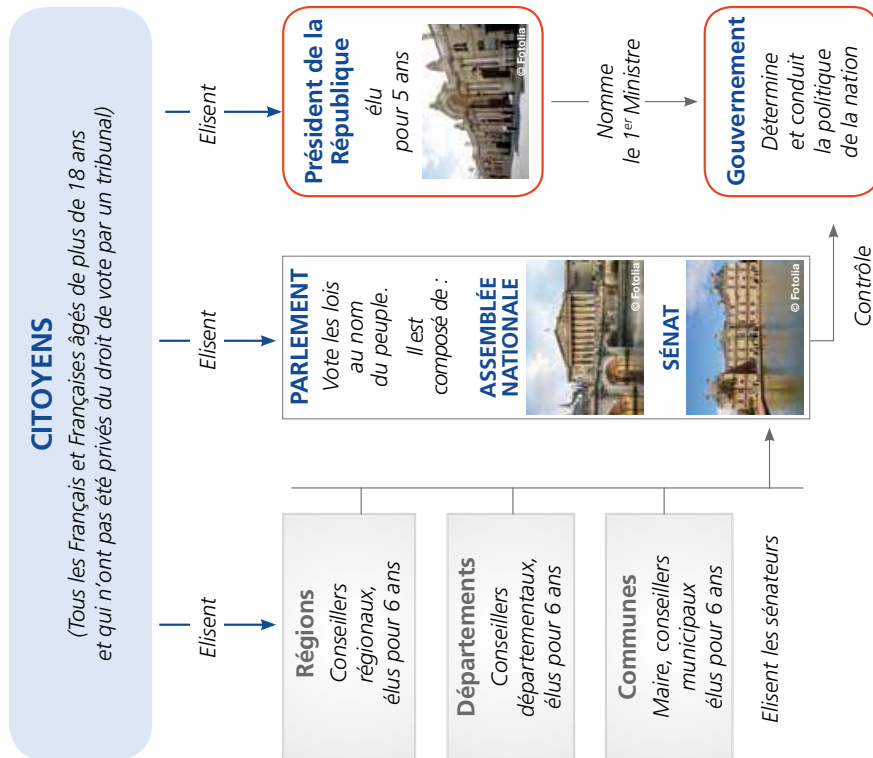 CITOYENS
(Tous les Français et Françaises âgés de plus de 18 ans
et qui n'ont pas été privés du droit de vote par un tribunal)
Elisent
Elisent
Elisent
Régions
Conseillers
régionaux,
élus pour 6 ans
Départements
Conseillers
départementaux,
élus pour 6 ans
Communes
Maire, conseillers
municipaux
élus pour 6 ans
Elisent les sénateurs
PARLEMENT
Vote les lois
au nom
du peuple.
Il est
composé de :
ASSEMBLÉE
NATIONALE
© Fotolia
SÉNAT
© Fotolia
Contrôle
Président de la
République
élu
pour 5 ans
© Fotolia
Nomme
le 1er Ministre
Gouvernement
Détermine
et conduit
la politique
de la nation